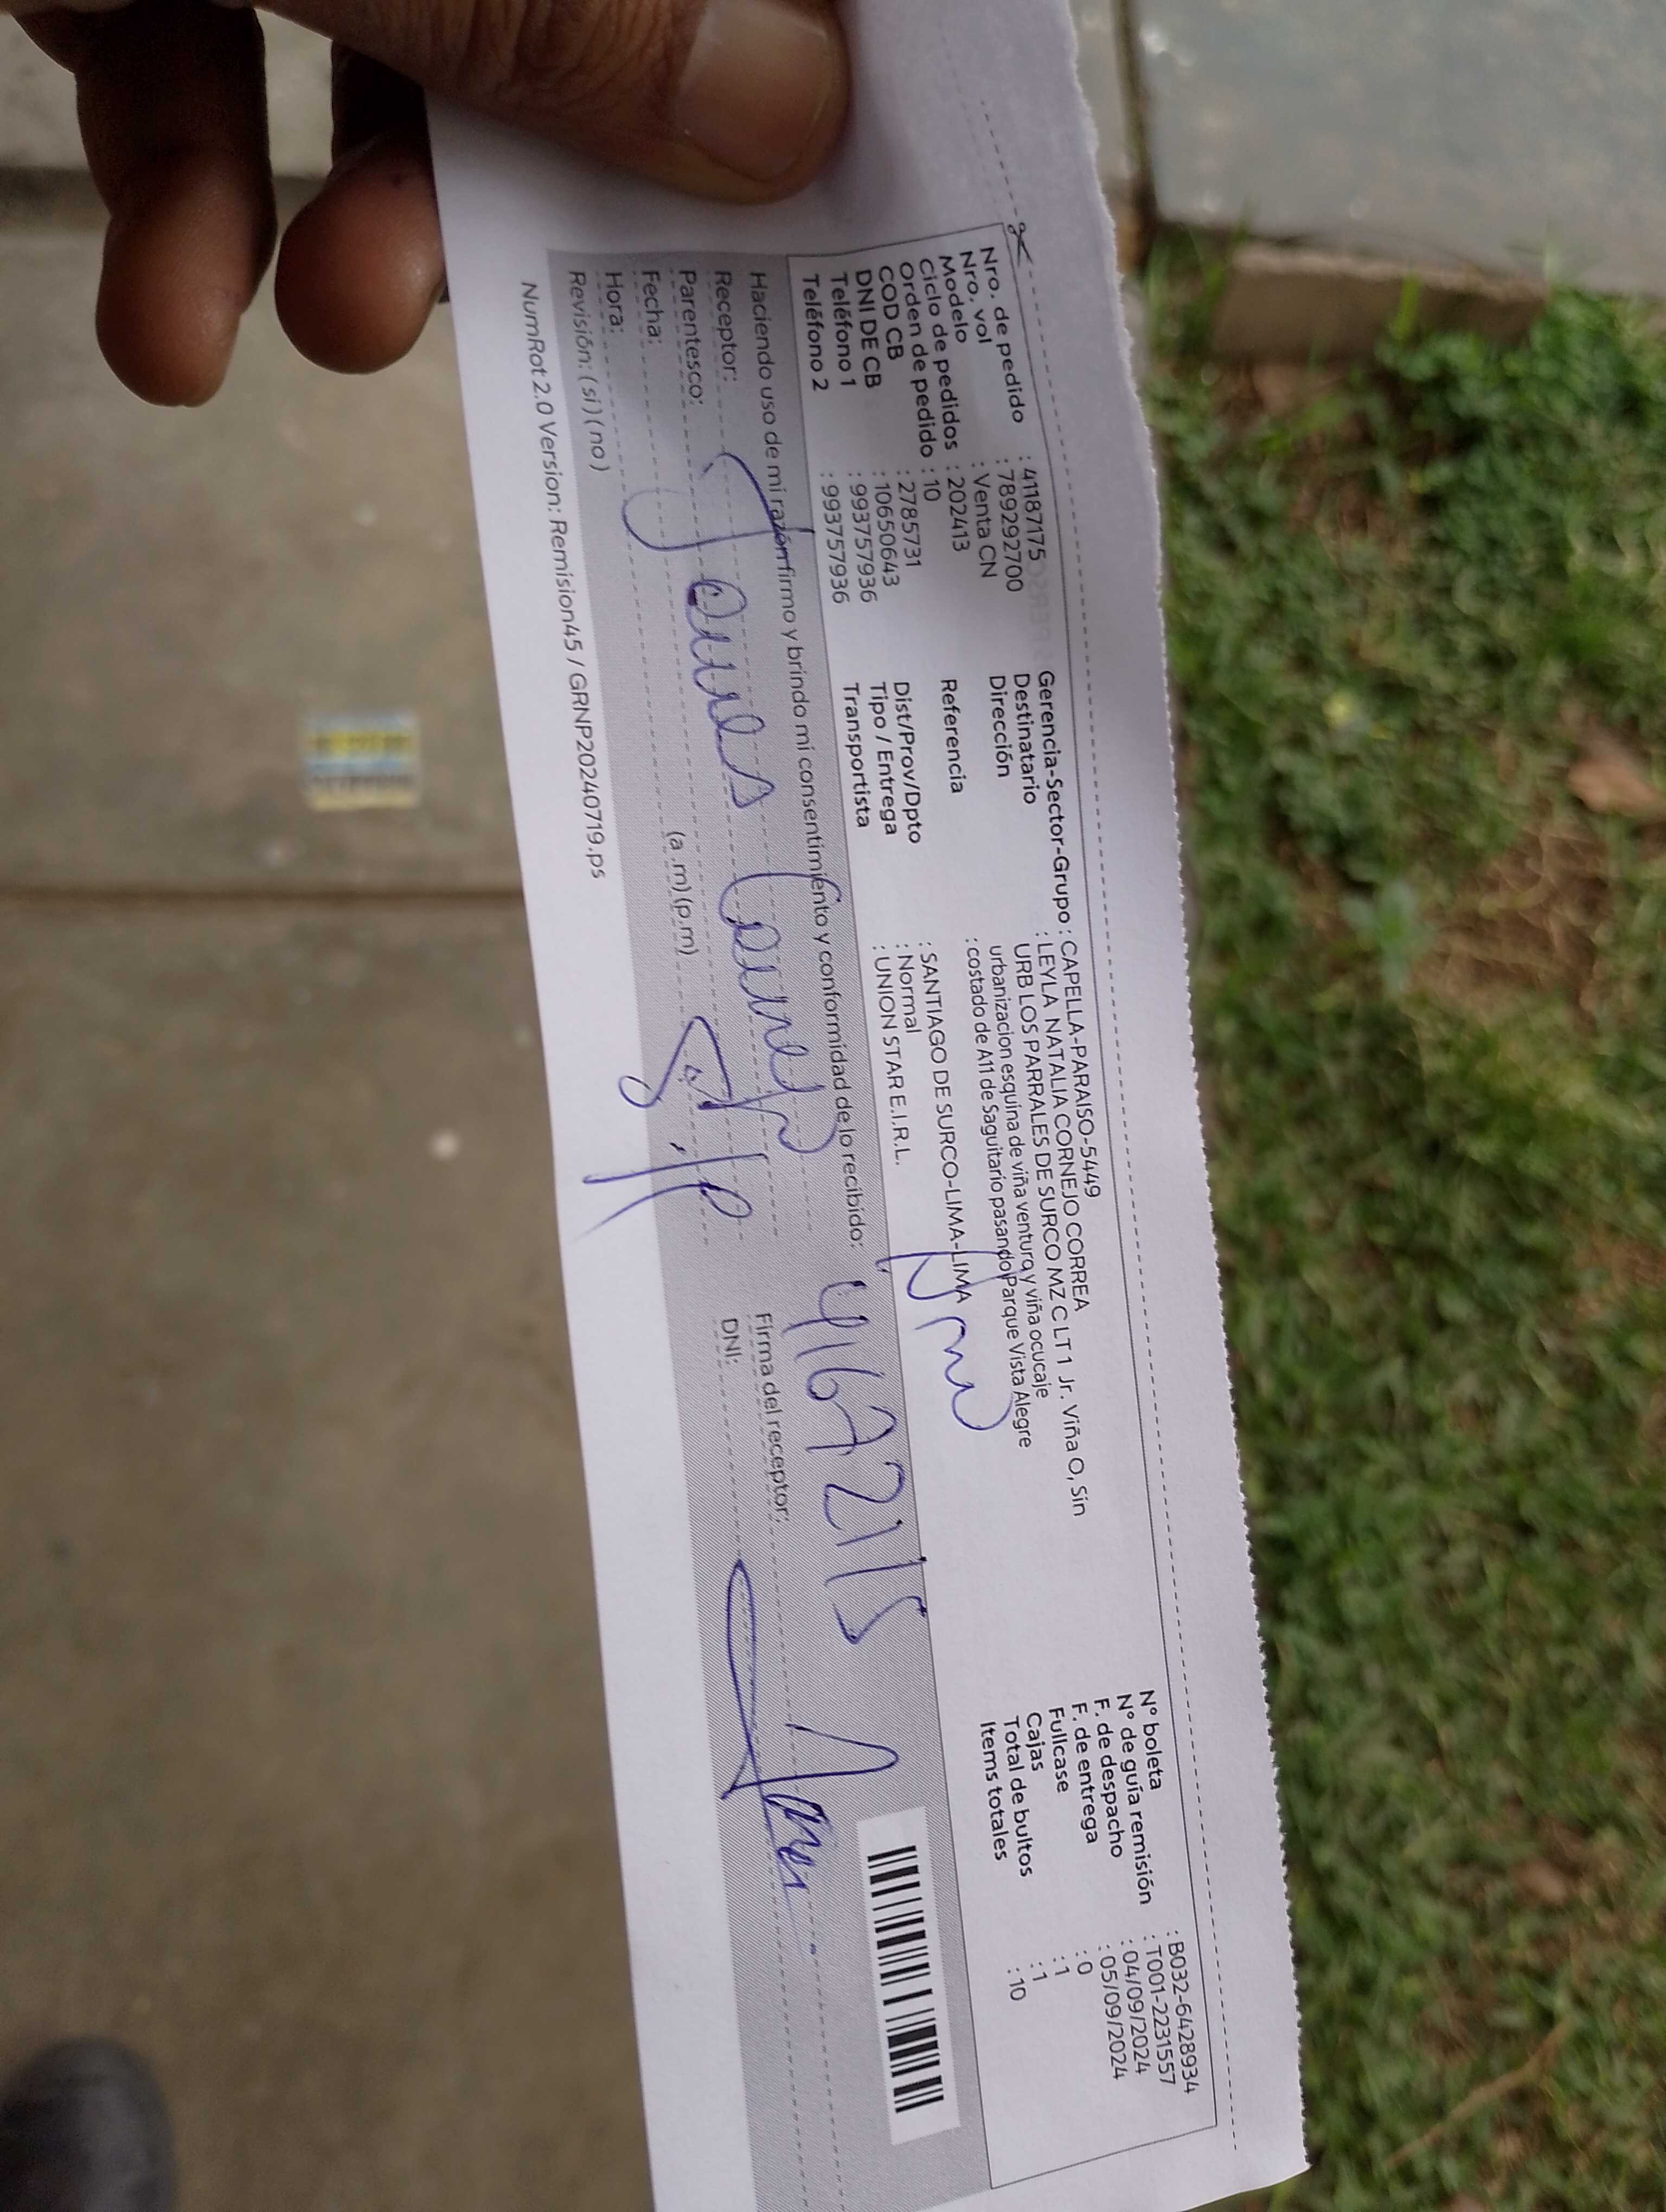 Nro. de pedido : 41187175
Nro. vol : 789292700
Modelo : Venta CN
Ciclo de pedidos : 202413
Orden de pedido : 10
COD CB : 2785731
DNI DE CB : 10650643
Teléfono 1 : 993757936
Teléfono 2 : 993757936
Gerencia-Sector-Grupo : CAPELLA-PARAISO-5449
Destinatario : LEYLA NATALIA CORNEJO CORREA
Dirección URB LOS PARRALES DE SURCO MZ C LT 1 Jr. Viña O, Sin
urbanizacion esquina de viña ventura y viña ocucaje
Referencia : costado de A11 de Saguitario pasando Parque Vista Alegre
Dist/Prov/Dpto : SANTIAGO DE SURCO-LIMA-LIMA
Tipo / Entrega : Normal
Transportista : UNION STAR E.I.R.L.
N° boleta : B032-6428934
N° de guía remisión : T001-2231557
F. de despacho : 04/09/2024
F. de entrega : 05/09/2024
Fullcase : 0
Cajas : 1
Total de bultos : 1
Items totales : 10
Haciendo uso de mi razón firmo y brindo mi consentimiento y conformidad de lo recibido:
41672115
Receptor:
Parentesco:
Fecha:
Hora: (a.m) (p.m)
Revisión: (si) (no)
Firma del receptor:
DNI:
NumRot 2.0 Version: Remision45 / GRNP20240719.ps